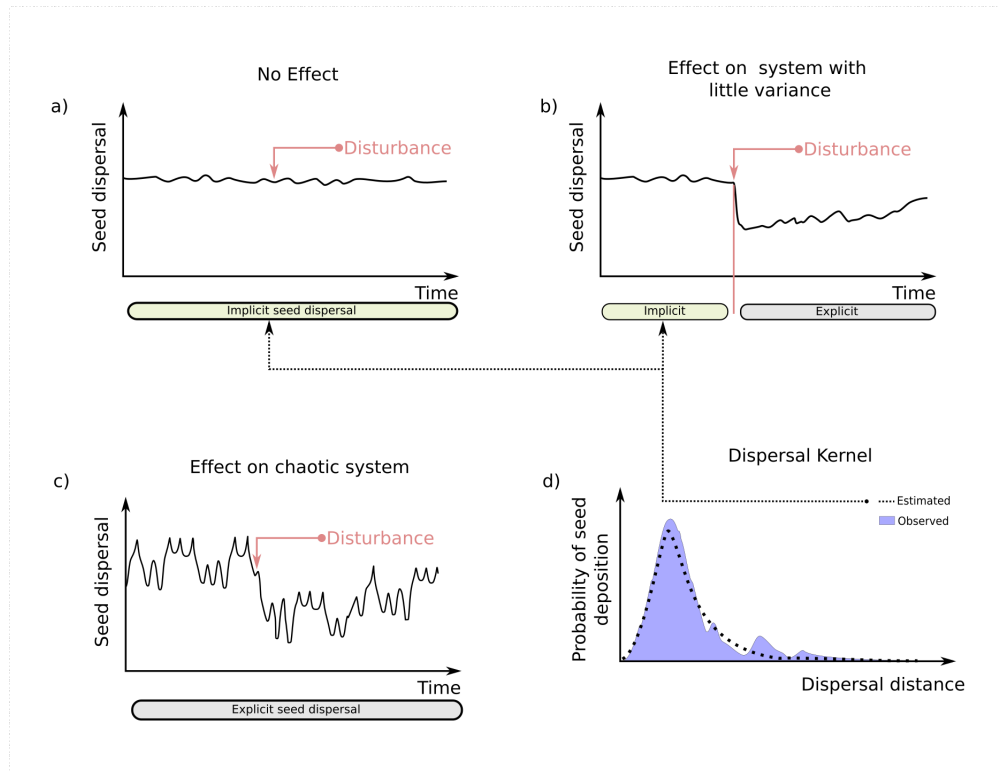 No Effect
a)
Seed dispersal
Disturbance
Time
Implicit seed dispersal
Effect on system with
little variance
b)
Seed dispersal
Disturbance
Time
Implicit
Explicit
Effect on chaotic system
c)
Seed dispersal
Disturbance
Time
Explicit seed dispersal
Dispersal Kernel
d)
Probability of seed
deposition
Estimated
Observed
Dispersal distance